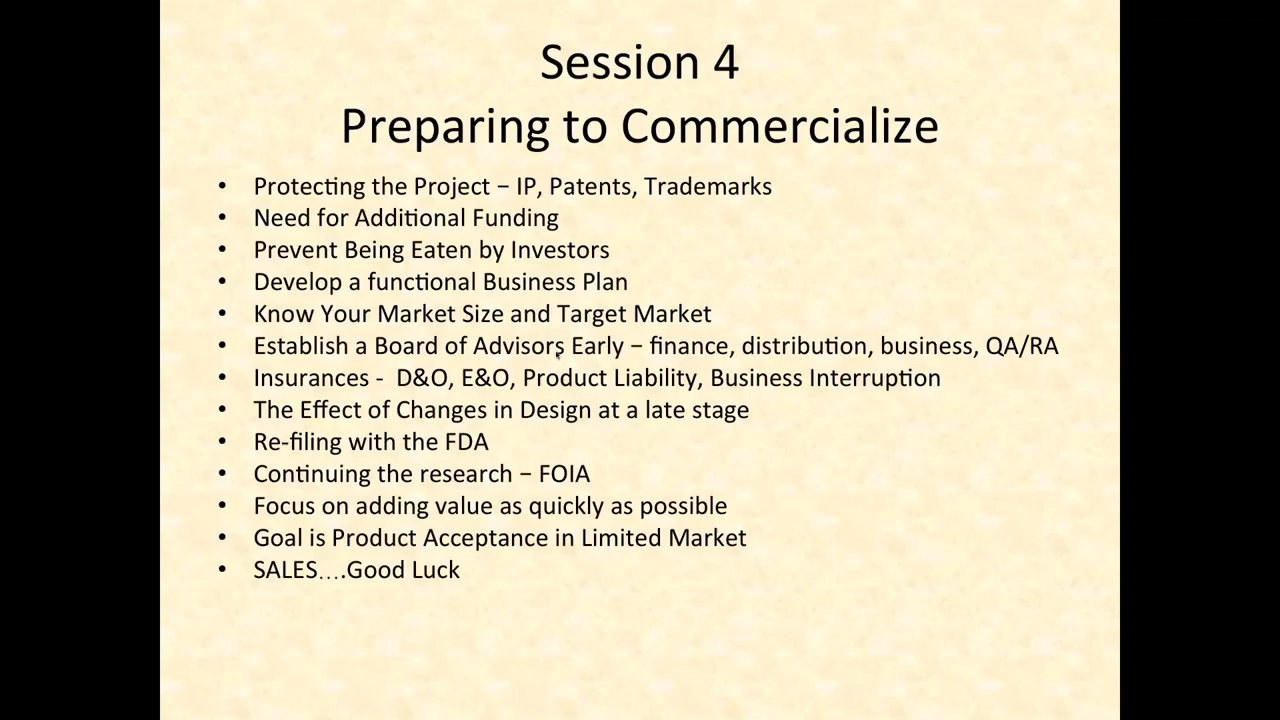 Session 4
Preparing to Commercialize
• Protecting the Project – IP, Patents, Trademarks
• Need for Additional Funding
• Prevent Being Eaten by Investors
• Develop a functional Business Plan
• Know Your Market Size and Target Market
• Establish a Board of Advisors Early – finance, distribution, business, QA/RA
• Insurances - D&O, E&O, Product Liability, Business Interruption
• The Effect of Changes in Design at a late stage
• Re-filing with the FDA
• Continuing the research – FOIA
• Focus on adding value as quickly as possible
• Goal is Product Acceptance in Limited Market
• SALES….Good Luck